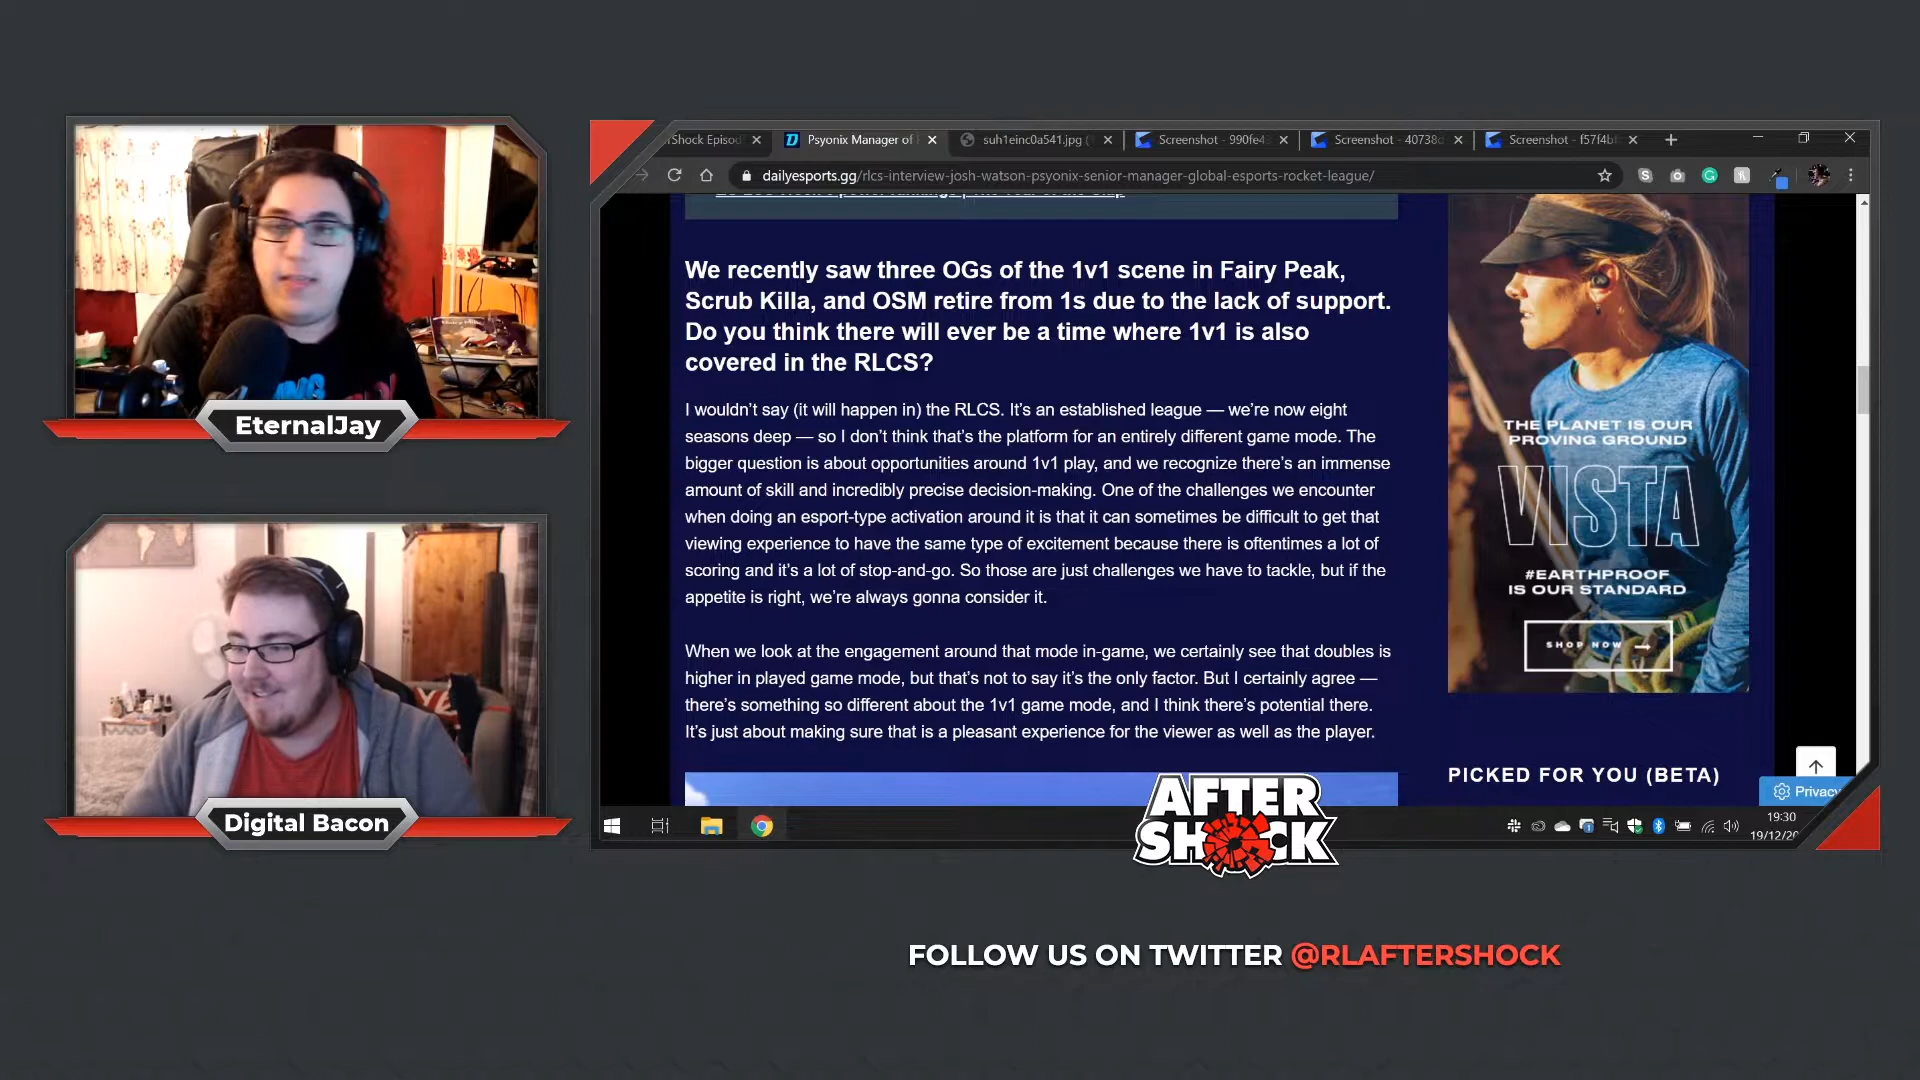 rShock Episod
Psyonix Manager of
suh1einc0a541.jpg (
Screenshot - 990fe4
Screenshot - 40738
Screenshot - f57f4bf
dailyesports.gg/rlcs-interview-josh-watson-psyonix-senior-manager-global-esports-rocket-league/
We recently saw three OGs of the 1v1 scene in Fairy Peak,
Scrub Killa, and OSM retire from 1s due to the lack of support.
Do you think there will ever be a time where 1v1 is also
covered in the RLCS?
I wouldn’t say (it will happen in) the RLCS. It’s an established league — we’re now eight
seasons deep — so I don’t think that’s the platform for an entirely different game mode. The
bigger question is about opportunities around 1v1 play, and we recognize there’s an immense
amount of skill and incredibly precise decision-making. One of the challenges we encounter
when doing an esport-type activation around it is that it can sometimes be difficult to get that
viewing experience to have the same type of excitement because there is oftentimes a lot of
scoring and it’s a lot of stop-and-go. So those are just challenges we have to tackle, but if the
appetite is right, we’re always gonna consider it.
When we look at the engagement around that mode in-game, we certainly see that doubles is
higher in played game mode, but that’s not to say it’s the only factor. But I certainly agree —
there’s something so different about the 1v1 game mode, and I think there’s potential there.
It’s just about making sure that is a pleasant experience for the viewer as well as the player.
THE PLANET IS OUR
PROVING GROUND
VISTA
#EARTHPROOF
IS OUR STANDARD
SHOP NOW
PICKED FOR YOU (BETA)
Privacy
19:30
19/12/20
EternalJay
Digital Bacon
AFTER
SHOCK
FOLLOW US ON TWITTER @RLAFTERSHOCK